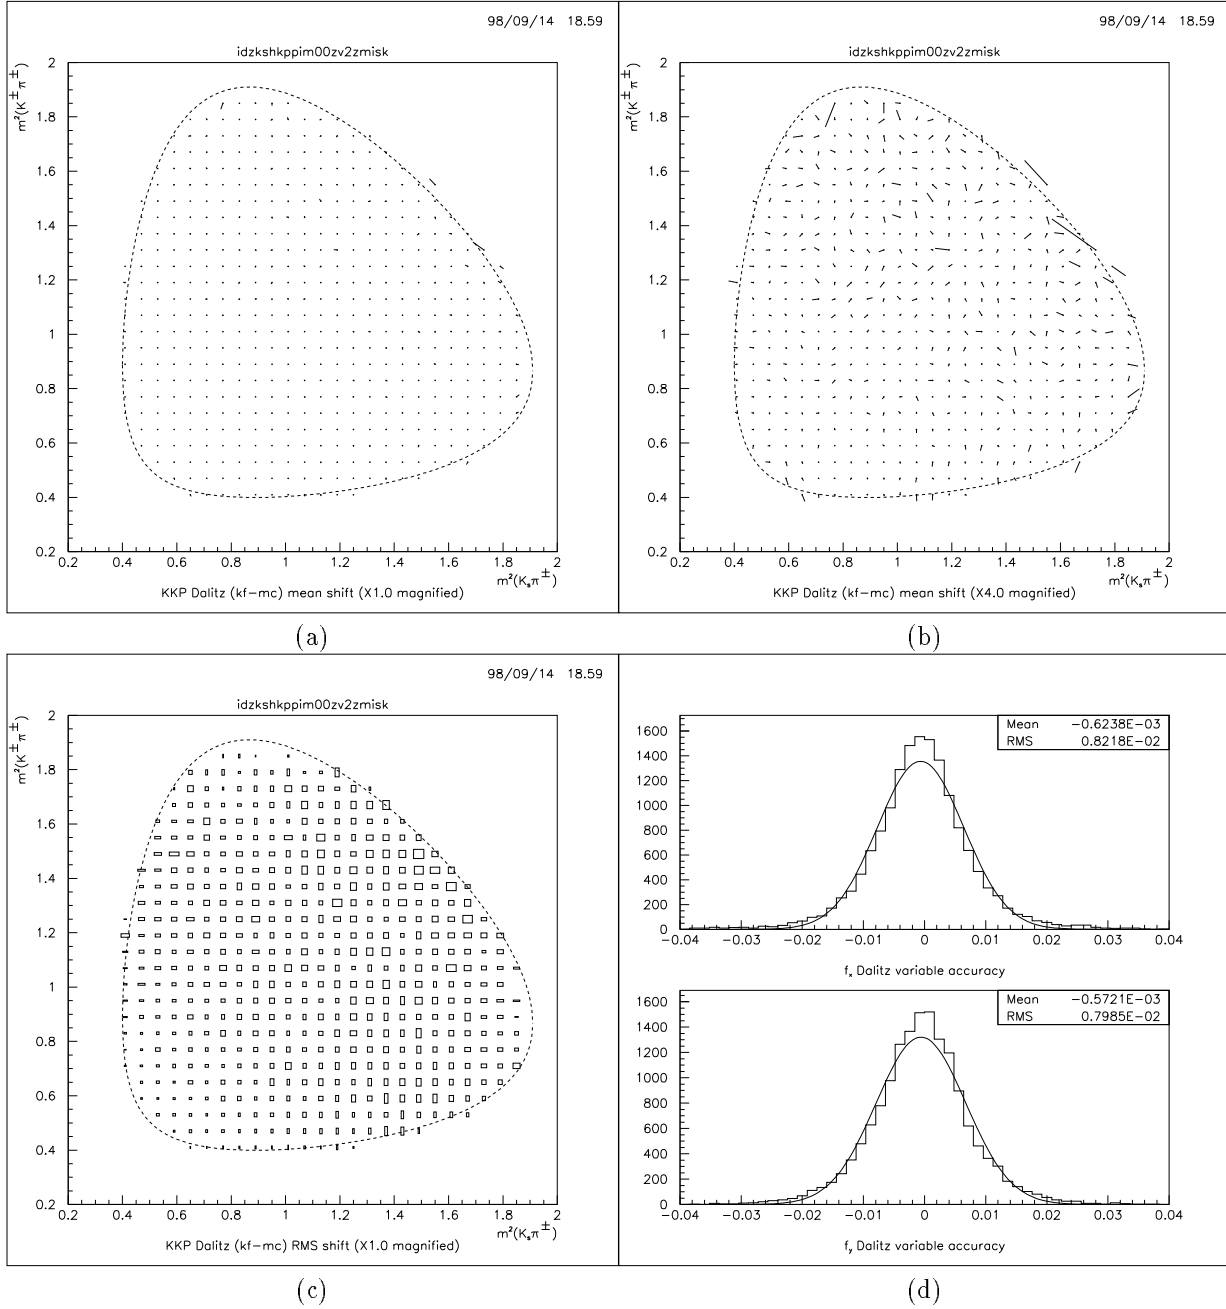 98/09/14 18.59
idzkshkppim00zv2zmisk
m²(K±π±)
2
1.8
1.6
1.4
1.2
1
0.8
0.6
0.4
0.2
0.2 0.4 0.6 0.8 1 1.2 1.4 1.6 1.8 2
m²(Kₛπ±)
KKP Dalitz (kf-mc) mean shift (X1.0 magnified)
(a)
98/09/14 18.59
idzkshkppim00zv2zmisk
m²(K±π±)
2
1.8
1.6
1.4
1.2
1
0.8
0.6
0.4
0.2
0.2 0.4 0.6 0.8 1 1.2 1.4 1.6 1.8 2
m²(Kₛπ±)
KKP Dalitz (kf-mc) mean shift (X4.0 magnified)
(b)
98/09/14 18.59
idzkshkppim00zv2zmisk
m²(K±π±)
2
1.8
1.6
1.4
1.2
1
0.8
0.6
0.4
0.2
0.2 0.4 0.6 0.8 1 1.2 1.4 1.6 1.8 2
m²(Kₛπ±)
KKP Dalitz (kf-mc) RMS shift (X1.0 magnified)
(c)
Mean -0.6238E-03
RMS 0.8218E-02
1600
1400
1200
1000
800
600
400
200
0
-0.04 -0.03 -0.02 -0.01 0 0.01 0.02 0.03 0.04
fₓ Dalitz variable accuracy
Mean -0.5721E-03
RMS 0.7985E-02
1600
1400
1200
1000
800
600
400
200
0
-0.04 -0.03 -0.02 -0.01 0 0.01 0.02 0.03 0.04
f_y Dalitz variable accuracy
(d)